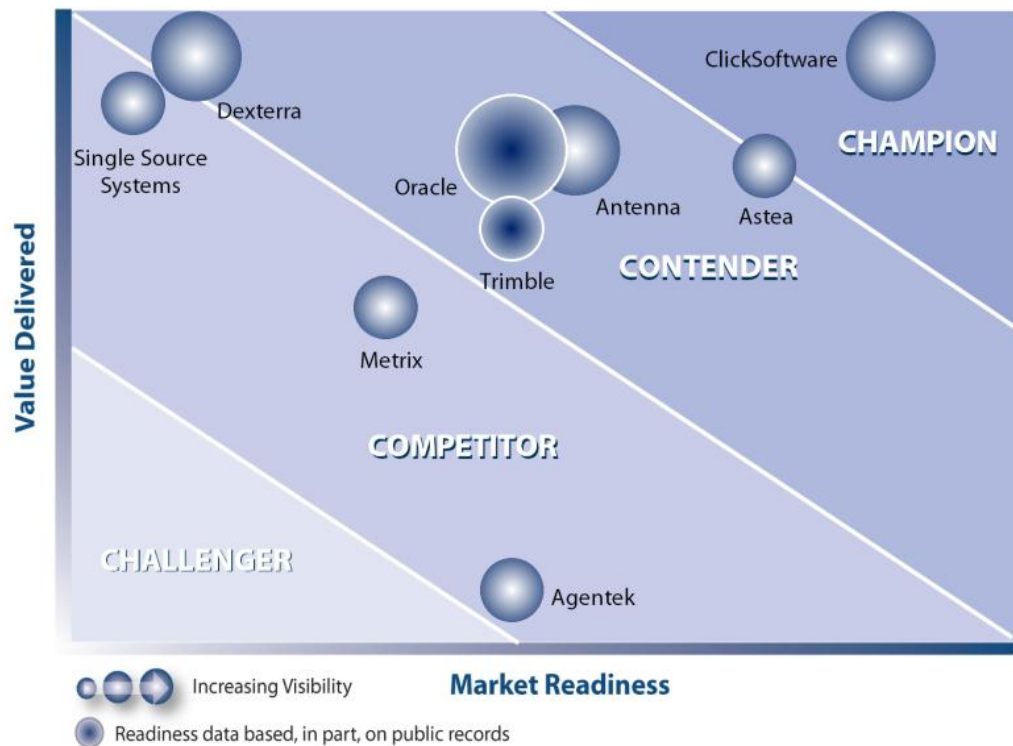 ClickSoftware
Dexterra
CHAMPION
Single Source
Systems
Oracle
Antenna
Astea
CONTENDER
Trimble
Value Delivered
Metrix
COMPETITOR
CHALLENGER
Agentek
Increasing Visibility
Market Readiness
Readiness data based, in part, on public records